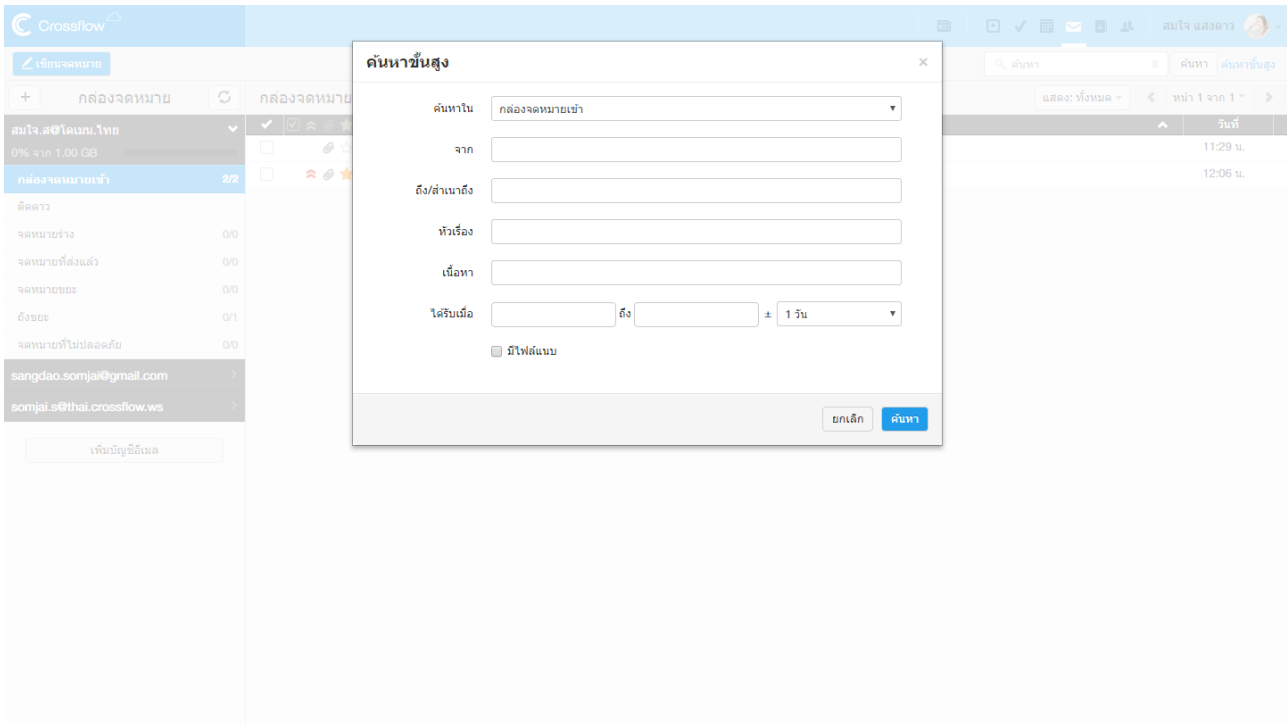 Crossflow
สมใจ แสงดาว
เขียนจดหมาย
ค้นหา
ค้นหา
ค้นหาขั้นสูง
กล่องจดหมาย
กล่องจดหมาย
แสดง: ทั้งหมด
หน้า 1 จาก 1
สมใจ.ส@โดเมน.ไทย
0% จาก 1.00 GB
วันที่
11:29 น.
12:06 น.
กล่องจดหมายเข้า 2/2
ติดดาว
จดหมายร่าง 0/0
จดหมายที่ส่งแล้ว 0/0
จดหมายขยะ 0/0
ถังขยะ 0/1
จดหมายที่ไม่ปลอดภัย 0/0
sangdao.somjai@gmail.com
somjai.s@thai.crossflow.ws
เพิ่มบัญชีอีเมล
ค้นหาขั้นสูง ×
ค้นหาใน กล่องจดหมายเข้า
จาก
ถึง/สำเนาถึง
หัวเรื่อง
เนื้อหา
ได้รับเมื่อ ถึง ± 1 วัน
มีไฟล์แนบ
ยกเลิก ค้นหา